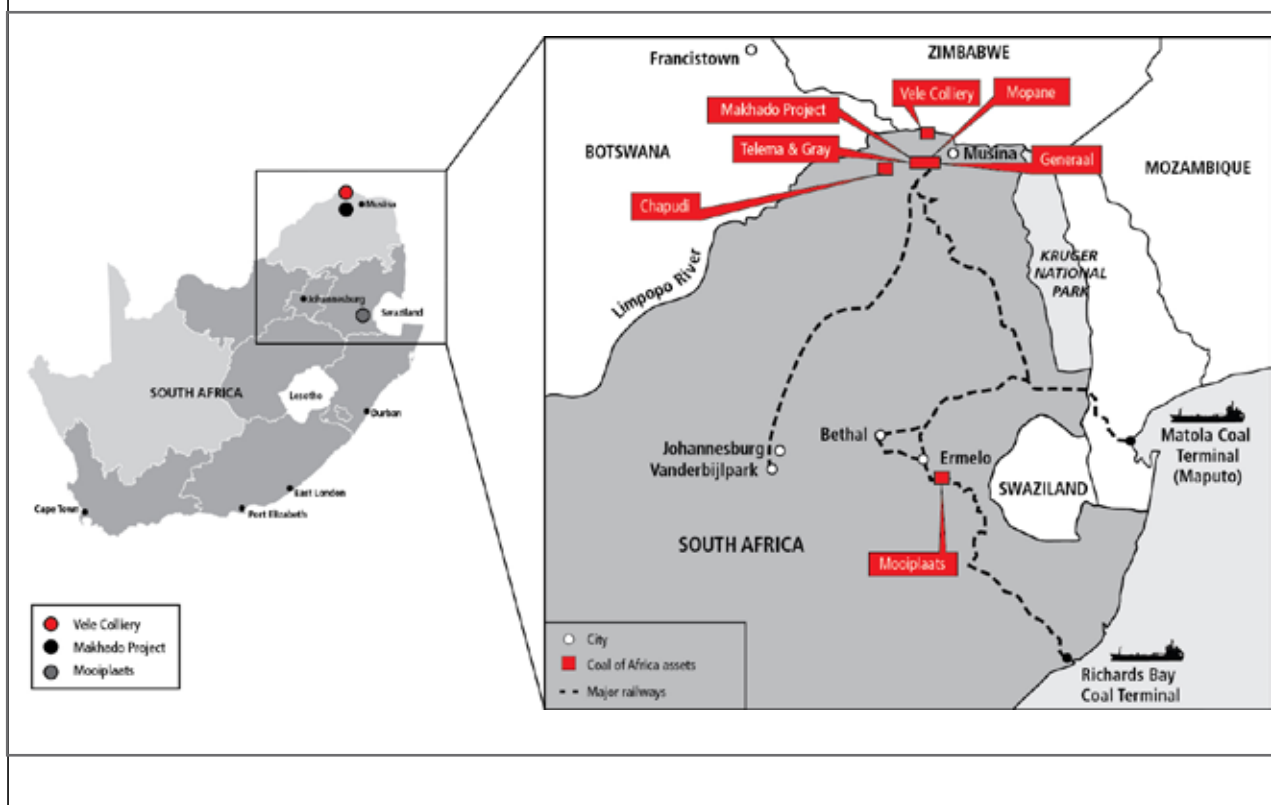 Musina
Johannesburg
Swaziland
SOUTH AFRICA
Lesotho
Durban
East London
Cape Town
Port Elizabeth
Vele Colliery
Makhado Project
Mooiplaats
Francistown
ZIMBABWE
Vele Colliery
Mopane
Makhado Project
BOTSWANA
Telema & Gray
Musina
Generaal
MOZAMBIQUE
Chapudi
KRUGER
NATIONAL
PARK
Limpopo River
Johannesburg
Vanderbijlpark
Bethal
Ermelo
Matola Coal
Terminal
(Maputo)
SWAZILAND
SOUTH AFRICA
Mooiplaats
City
Coal of Africa assets
Major railways
Richards Bay
Coal Terminal